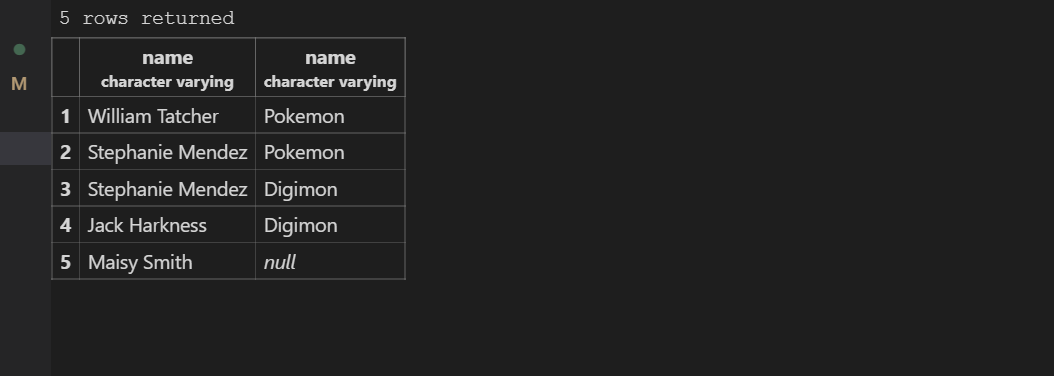 5 rows returned
M
name name
character varying character varying
1 William Tatcher Pokemon
2 Stephanie Mendez Pokemon
3 Stephanie Mendez Digimon
4 Jack Harkness Digimon
5 Maisy Smith null